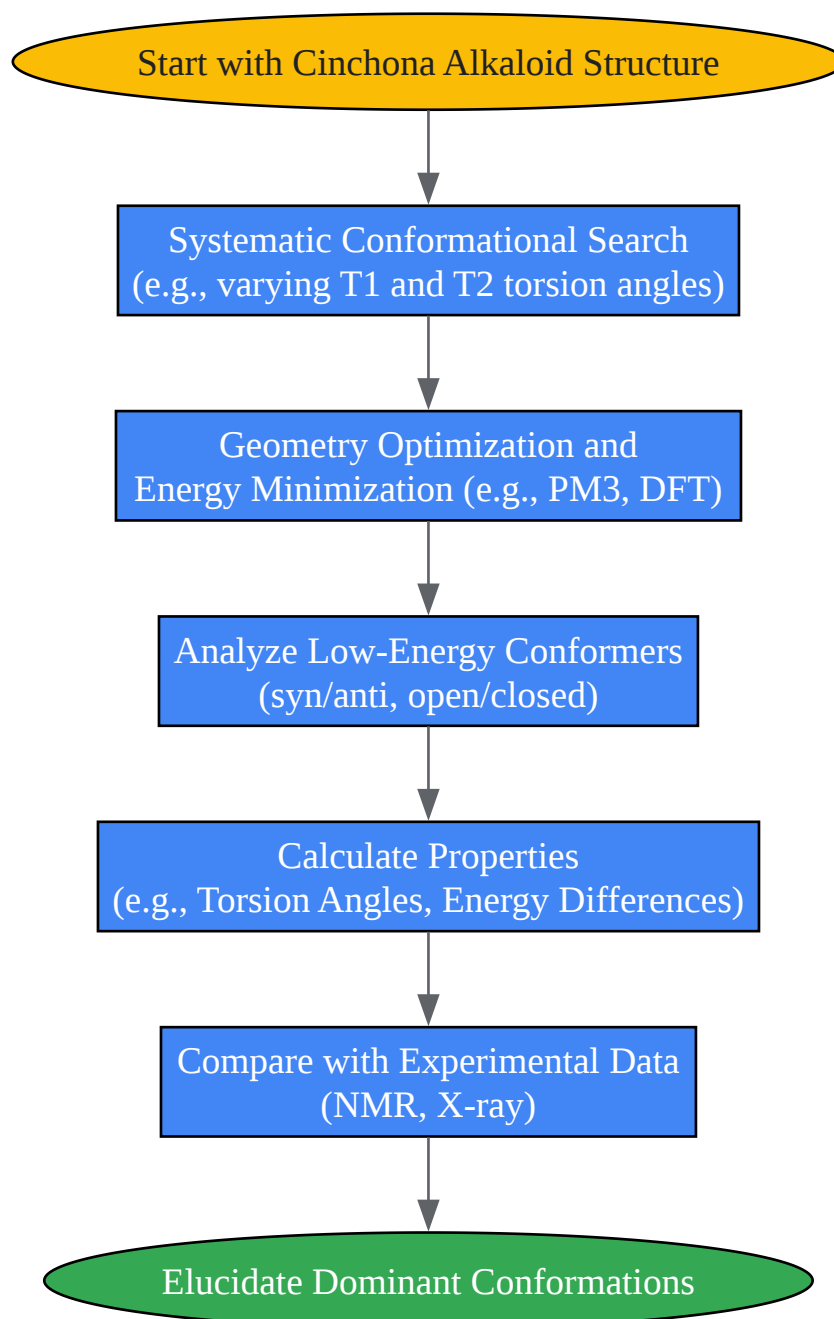 Start with Cinchona Alkaloid Structure
Systematic Conformational Search
(e.g., varying T1 and T2 torsion angles)
Geometry Optimization and
Energy Minimization (e.g., PM3, DFT)
Analyze Low-Energy Conformers
(syn/anti, open/closed)
Calculate Properties
(e.g., Torsion Angles, Energy Differences)
Compare with Experimental Data
(NMR, X-ray)
Elucidate Dominant Conformations